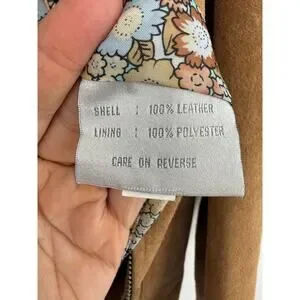 SHELL : 100% LEATHER
LINING : 100% POLYESTER
CARE ON REVERSE